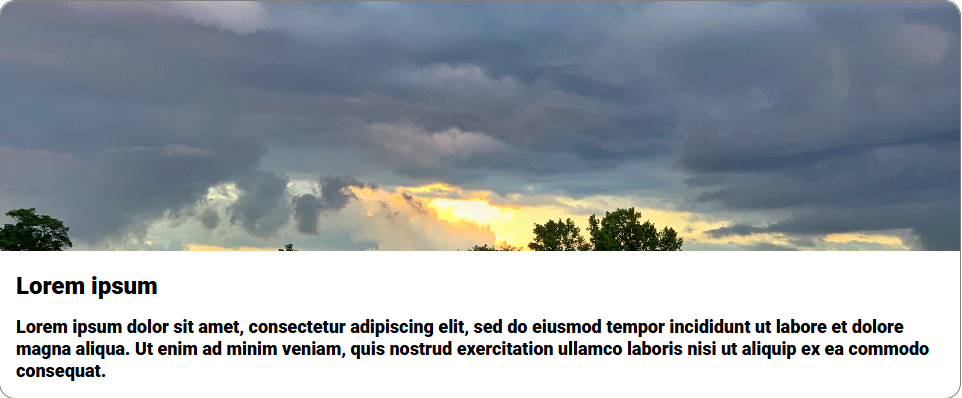 Lorem ipsum
Lorem ipsum dolor sit amet, consectetur adipiscing elit, sed do eiusmod tempor incididunt ut labore et dolore
magna aliqua. Ut enim ad minim veniam, quis nostrud exercitation ullamco laboris nisi ut aliquip ex ea commodo
consequat.